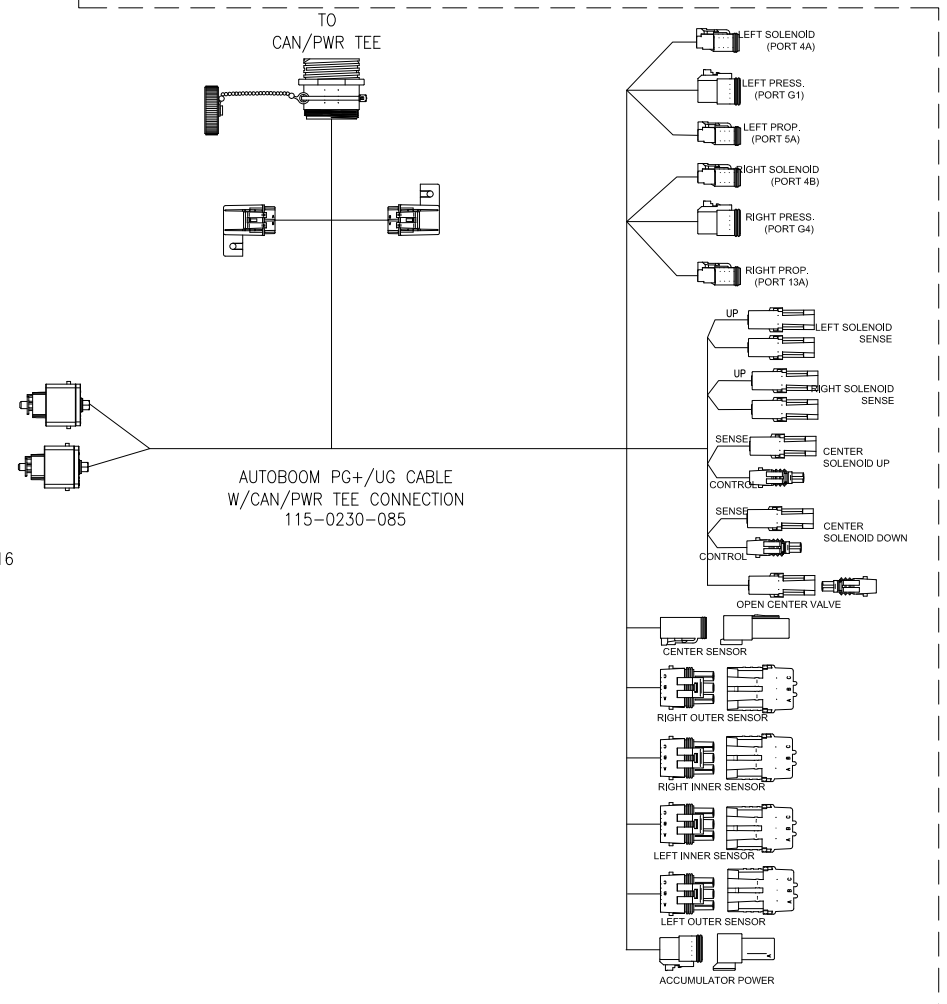 TO
CAN/PWR TEE
LEFT SOLENOID
(PORT 4A)
LEFT PRESS.
(PORT G1)
LEFT PROP.
(PORT 5A)
RIGHT SOLENOID
(PORT 4B)
RIGHT PRESS.
(PORT G4)
RIGHT PROP.
(PORT 13A)
UP
LEFT SOLENOID
SENSE
UP
RIGHT SOLENOID
SENSE
SENSE
CENTER
SOLENOID UP
CONTROL
SENSE
CENTER
SOLENOID DOWN
CONTROL
OPEN CENTER VALVE
AUTOBOOM PG+/UG CABLE
W/CAN/PWR TEE CONNECTION
115-0230-085
16
CENTER SENSOR
C B A
A B C
RIGHT OUTER SENSOR
C B A
A B C
RIGHT INNER SENSOR
C B A
A B C
LEFT INNER SENSOR
C B A
A B C
LEFT OUTER SENSOR
A
ACCUMULATOR POWER